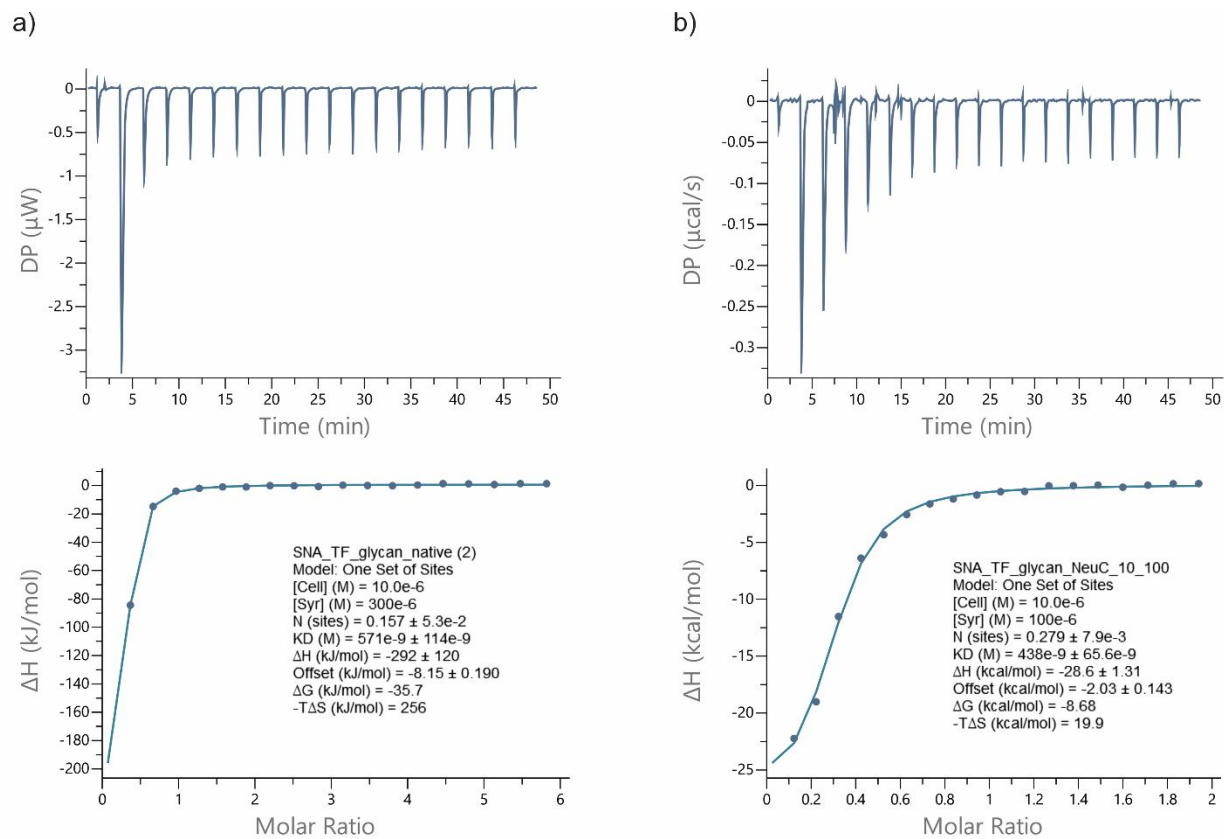 a)
0
-0.5
-1
-1.5
-2
-2.5
-3
DP (µW)
0 5 10 15 20 25 30 35 40 45 50
Time (min)
0
-20
-40
-60
-80
-100
-120
-140
-160
-180
-200
ΔH (kJ/mol)
SNA_TF_glycan_native (2)
Model: One Set of Sites
[Cell] (M) = 10.0e-6
[Syr] (M) = 300e-6
N (sites) = 0.157 ± 5.3e-2
KD (M) = 571e-9 ± 114e-9
ΔH (kJ/mol) = -292 ± 120
Offset (kJ/mol) = -8.15 ± 0.190
ΔG (kJ/mol) = -35.7
-TΔS (kJ/mol) = 256
0 1 2 3 4 5 6
Molar Ratio
b)
0
-0.05
-0.1
-0.15
-0.2
-0.25
-0.3
DP (µcal/s)
0 5 10 15 20 25 30 35 40 45 50
Time (min)
0
-5
-10
-15
-20
-25
ΔH (kcal/mol)
SNA_TF_glycan_NeuC_10_100
Model: One Set of Sites
[Cell] (M) = 10.0e-6
[Syr] (M) = 100e-6
N (sites) = 0.279 ± 7.9e-3
KD (M) = 438e-9 ± 65.6e-9
ΔH (kcal/mol) = -28.6 ± 1.31
Offset (kcal/mol) = -2.03 ± 0.143
ΔG (kcal/mol) = -8.68
-TΔS (kcal/mol) = 19.9
0 0.2 0.4 0.6 0.8 1 1.2 1.4 1.6 1.8 2
Molar Ratio